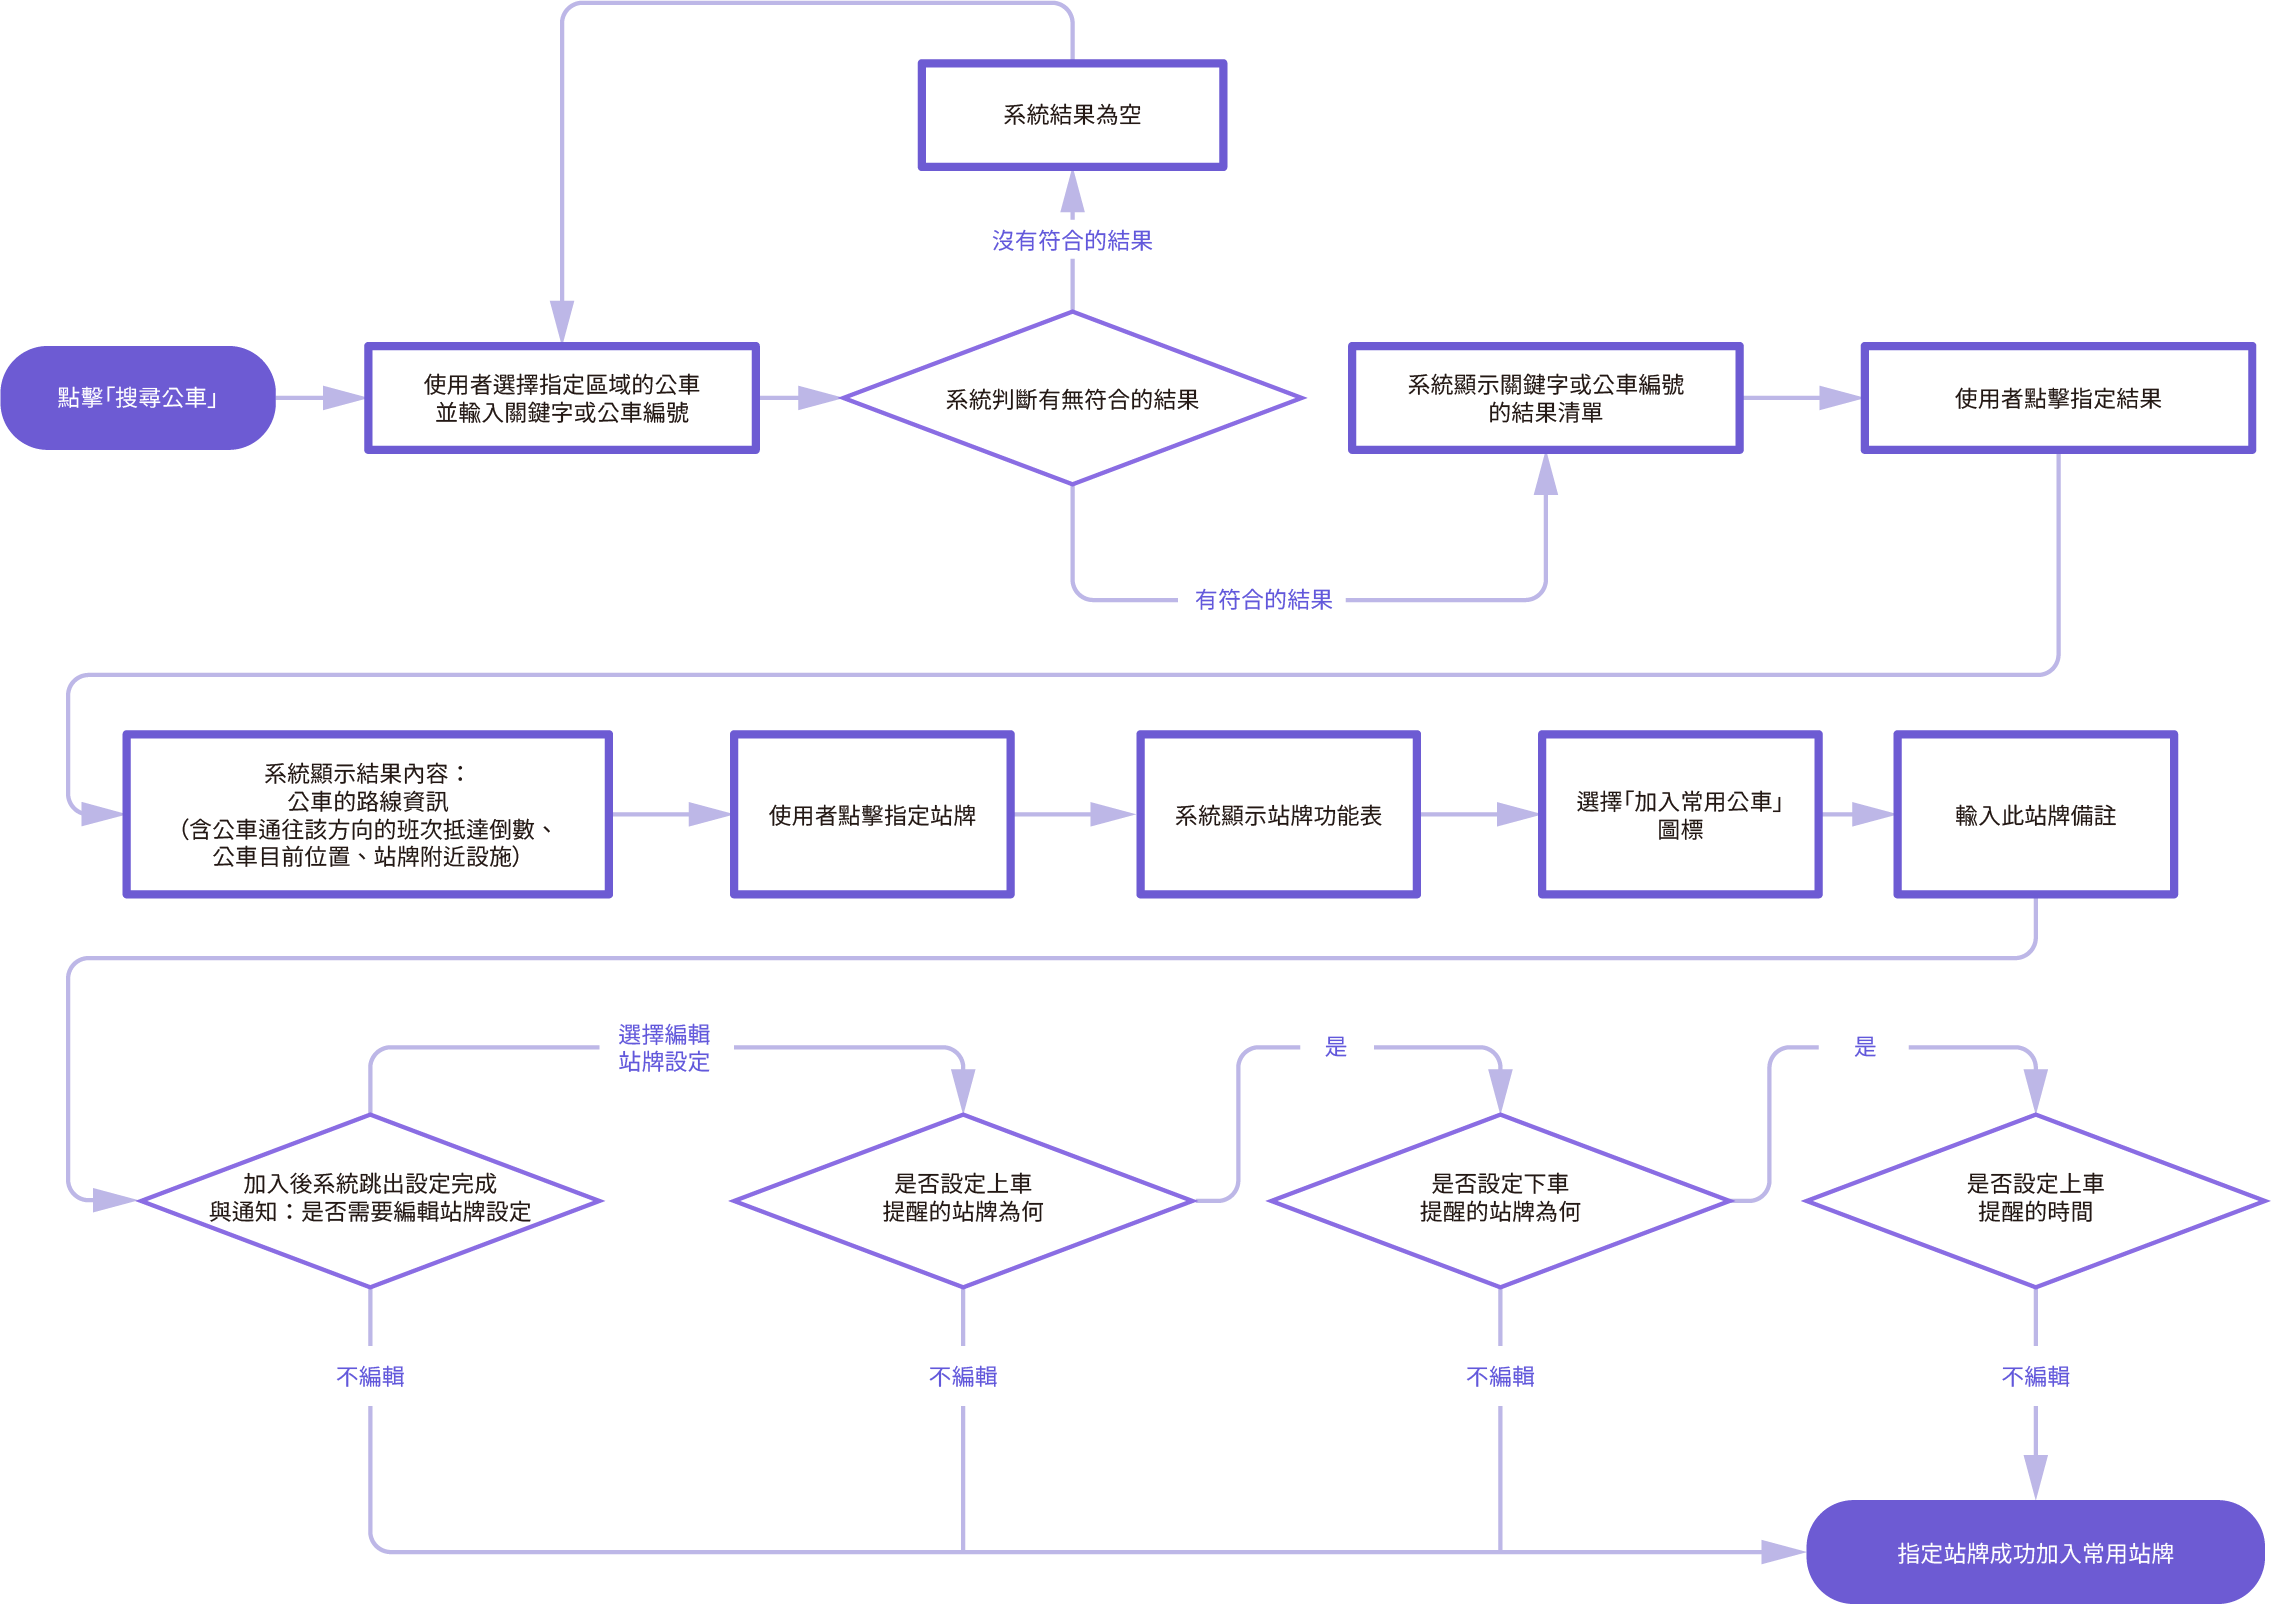 系統結果為空
沒有符合的結果
點擊「搜尋公車」
使用者選擇指定區域的公車
並輸入關鍵字或公車編號
系統判斷有無符合的結果
系統顯示關鍵字或公車編號
的結果清單
使用者點擊指定結果
有符合的結果
系統顯示結果內容：
公車的路線資訊
（含公車通往該方向的班次抵達倒數、
公車目前位置、站牌附近設施）
使用者點擊指定站牌
系統顯示站牌功能表
選擇「加入常用公車」
圖標
輸入此站牌備註
選擇編輯
站牌設定
是
是
加入後系統跳出設定完成
與通知：是否需要編輯站牌設定
是否設定上車
提醒的站牌為何
是否設定下車
提醒的站牌為何
是否設定上車
提醒的時間
不編輯
不編輯
不編輯
不編輯
指定站牌成功加入常用站牌